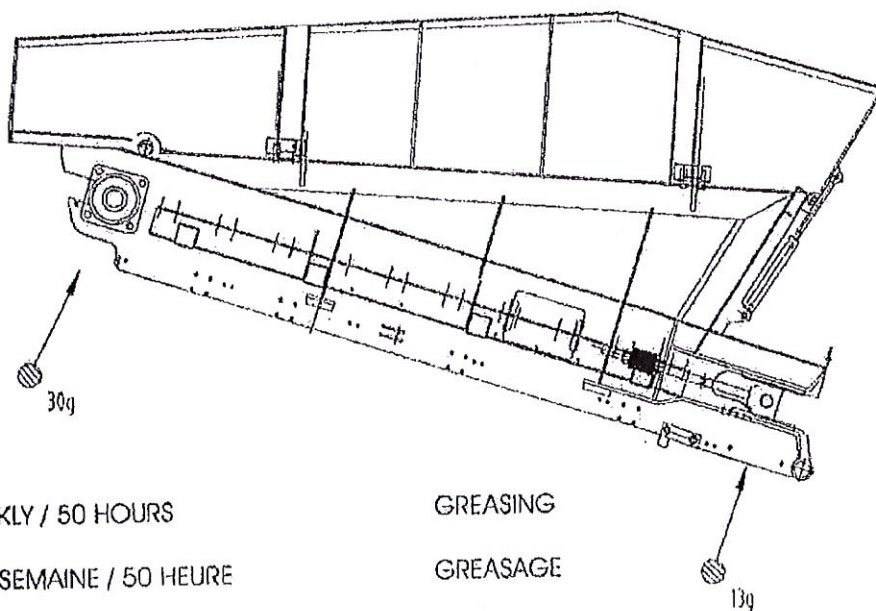 30g
KLY / 50 HOURS GREASING
SEMAINE / 50 HEURE GREASAGE
13g